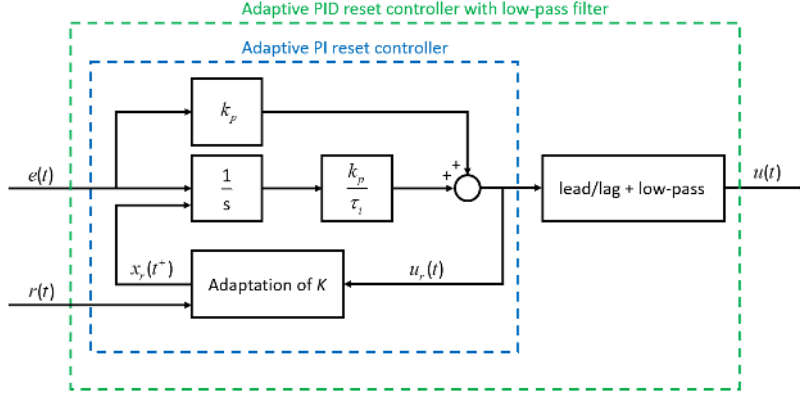 Adaptive PID reset controller with low-pass filter
Adaptive PI reset controller
k_p
e(t)
1
s
k_p
τ_i
+
+
lead/lag + low-pass
u(t)
x_r(t⁺)
Adaptation of K
u_r(t)
r(t)